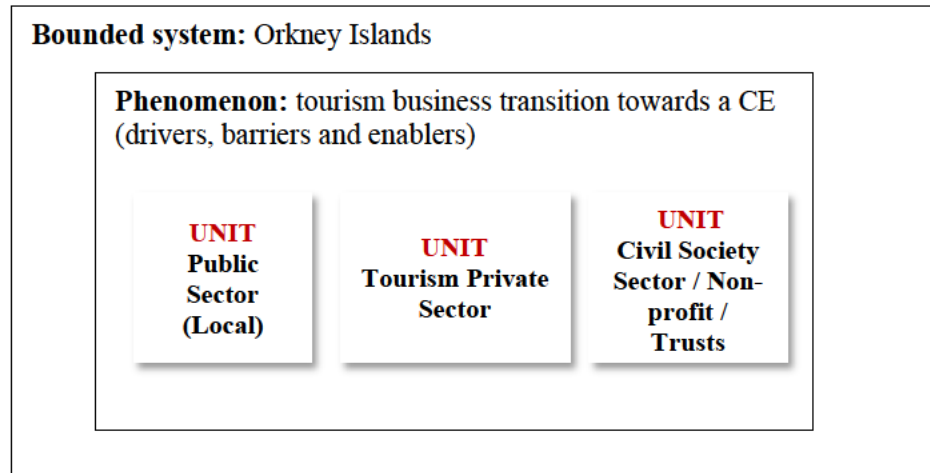 Bounded system: Orkney Islands
Phenomenon: tourism business transition towards a CE
(drivers, barriers and enablers)
UNIT
Public
Sector
(Local)
UNIT
Tourism Private
Sector
UNIT
Civil Society
Sector / Non-
profit /
Trusts